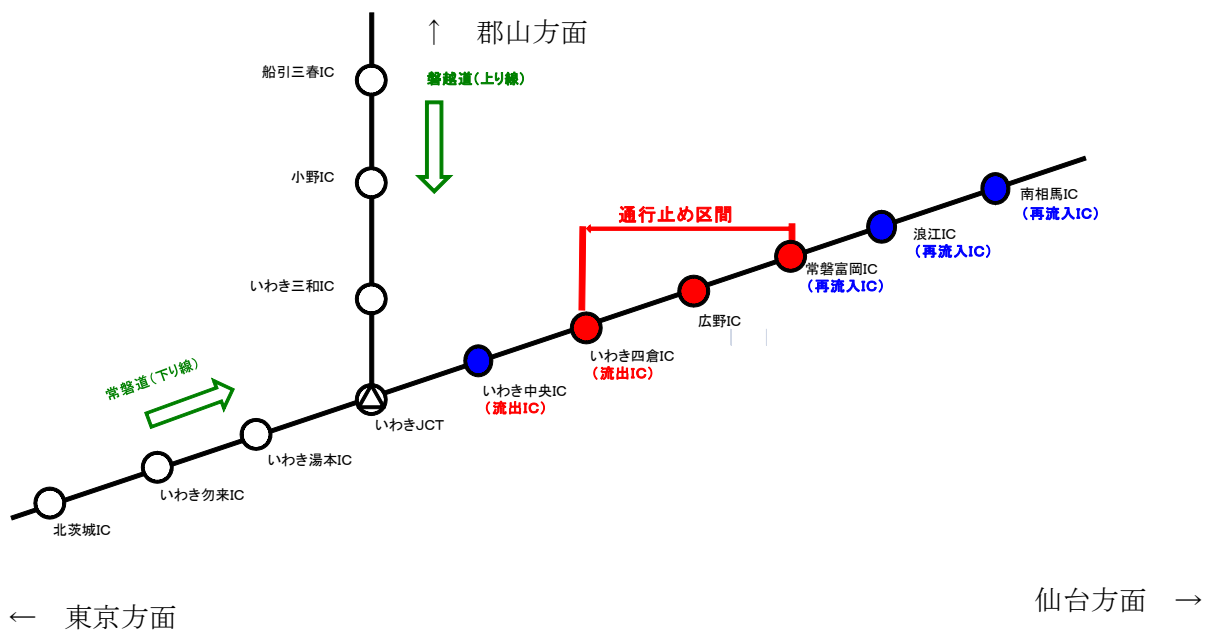 ↑ 郡山方面
船引三春IC
磐越道(上り線)
小野IC
南相馬IC
(再流入IC)
通行止め区間
浪江IC
(再流入IC)
常磐富岡IC
(再流入IC)
いわき三和IC
広野IC
いわき四倉IC
(流出IC)
常磐道(下り線)
いわき中央IC
(流出IC)
いわきJCT
いわき湯本IC
いわき勿来IC
北茨城IC
仙台方面 →
← 東京方面